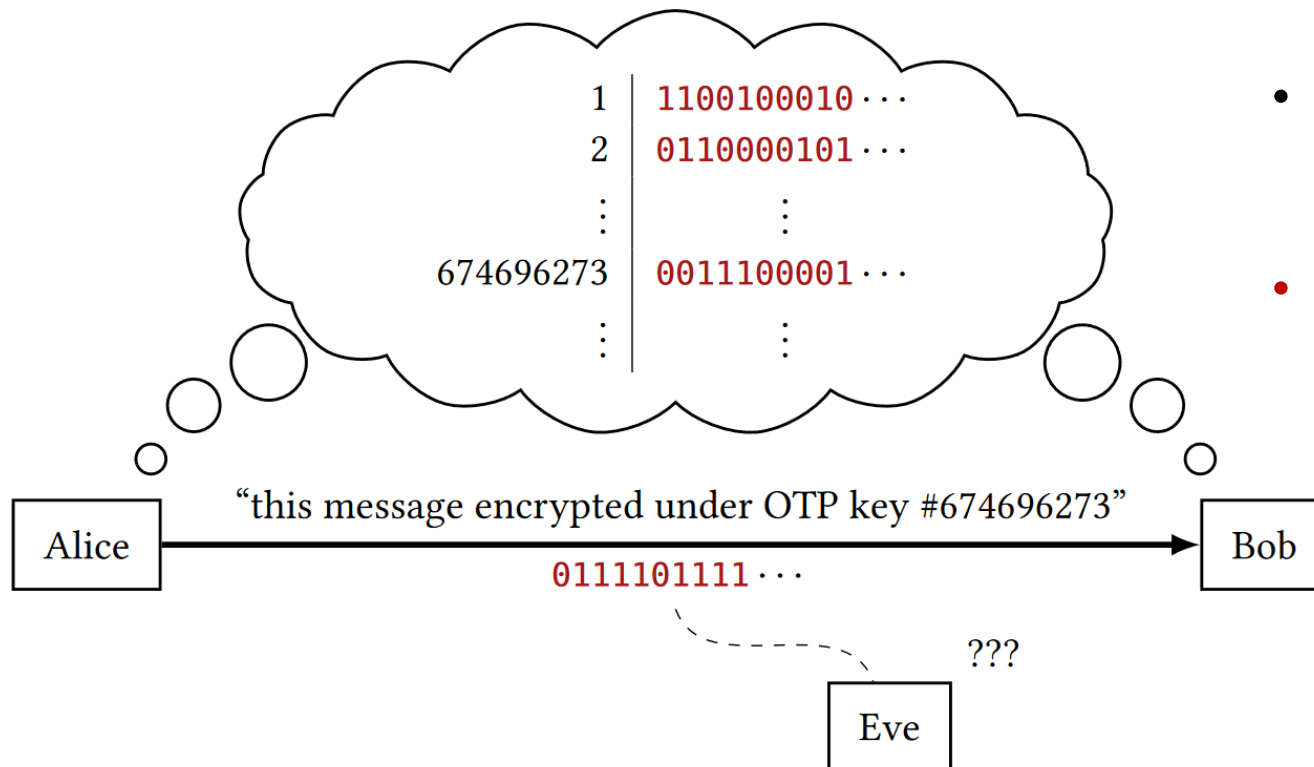 1 1100100010···
2 0110000101···
⋮ ⋮
674696273 0011100001···
⋮ ⋮
“this message encrypted under OTP key #674696273”
Alice
Bob
0111101111···
???
Eve